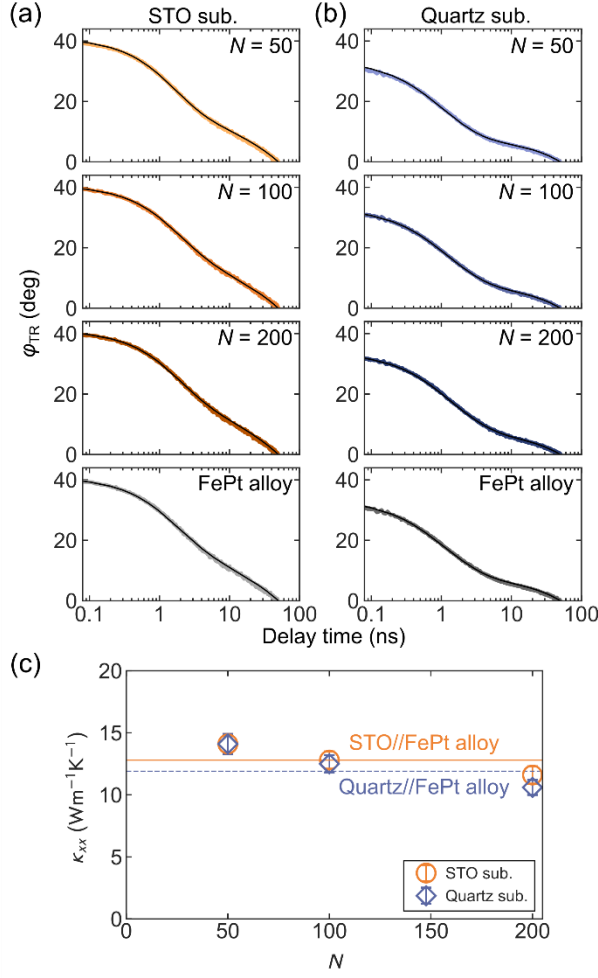 (a)
STO sub.
(b)
Quartz sub.
40
20
0
N = 50
40
20
0
N = 50
40
20
0
N = 100
40
20
0
N = 100
φTR (deg)
40
20
0
N = 200
40
20
0
N = 200
40
20
0
FePt alloy
40
20
0
FePt alloy
0.1 1 10 100
0.1 1 10 100
Delay time (ns)
(c)
20
15
10
5
0
κxx (Wm−1K−1)
STO//FePt alloy
Quartz//FePt alloy
STO sub.
Quartz sub.
0 50 100 150 200
N